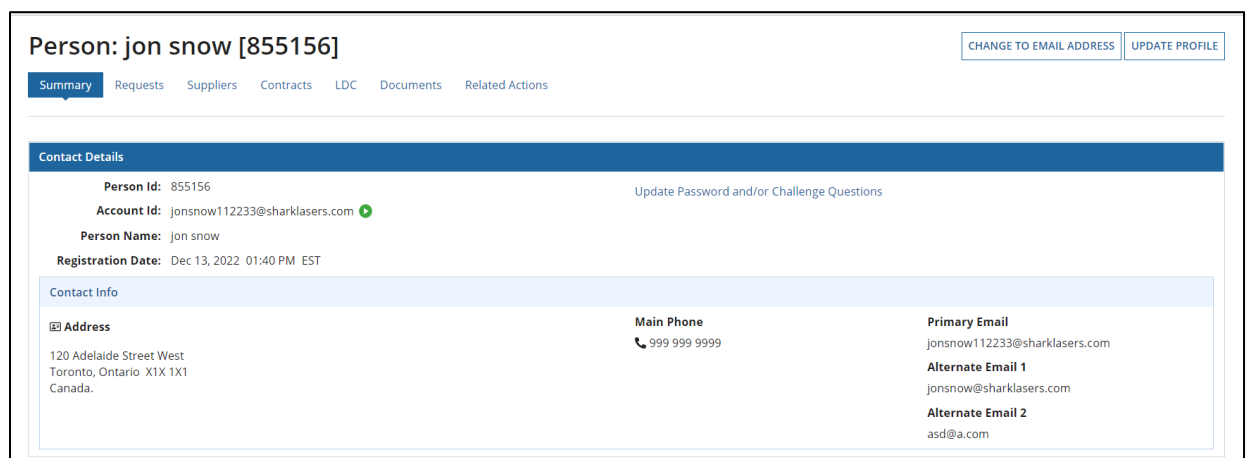 Person: jon snow [855156]
CHANGE TO EMAIL ADDRESS
UPDATE PROFILE
Summary Requests Suppliers Contracts LDC Documents Related Actions
Contact Details
Person Id: 855156
Update Password and/or Challenge Questions
Account Id: jonsnow112233@sharklasers.com
Person Name: jon snow
Registration Date: Dec 13, 2022 01:40 PM EST
Contact Info
Address
120 Adelaide Street West
Toronto, Ontario X1X 1X1
Canada.
Main Phone
999 999 9999
Primary Email
jonsnow112233@sharklasers.com
Alternate Email 1
jonsnow@sharklasers.com
Alternate Email 2
asd@a.com